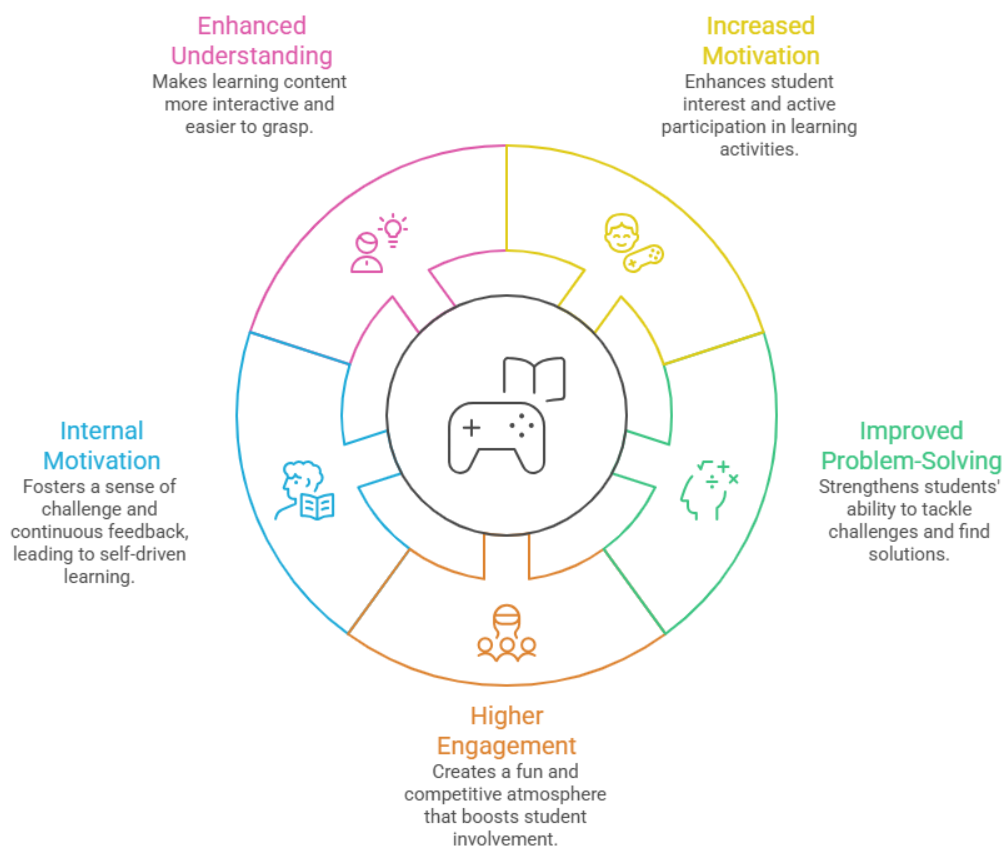 Enhanced
Understanding
Makes learning content
more interactive and
easier to grasp.
Increased
Motivation
Enhances student
interest and active
participation in learning
activities.
Internal
Motivation
Fosters a sense of
challenge and
continuous feedback,
leading to self-driven
learning.
Improved
Problem-Solving
Strengthens students'
ability to tackle
challenges and find
solutions.
Higher
Engagement
Creates a fun and
competitive atmosphere
that boosts student
involvement.